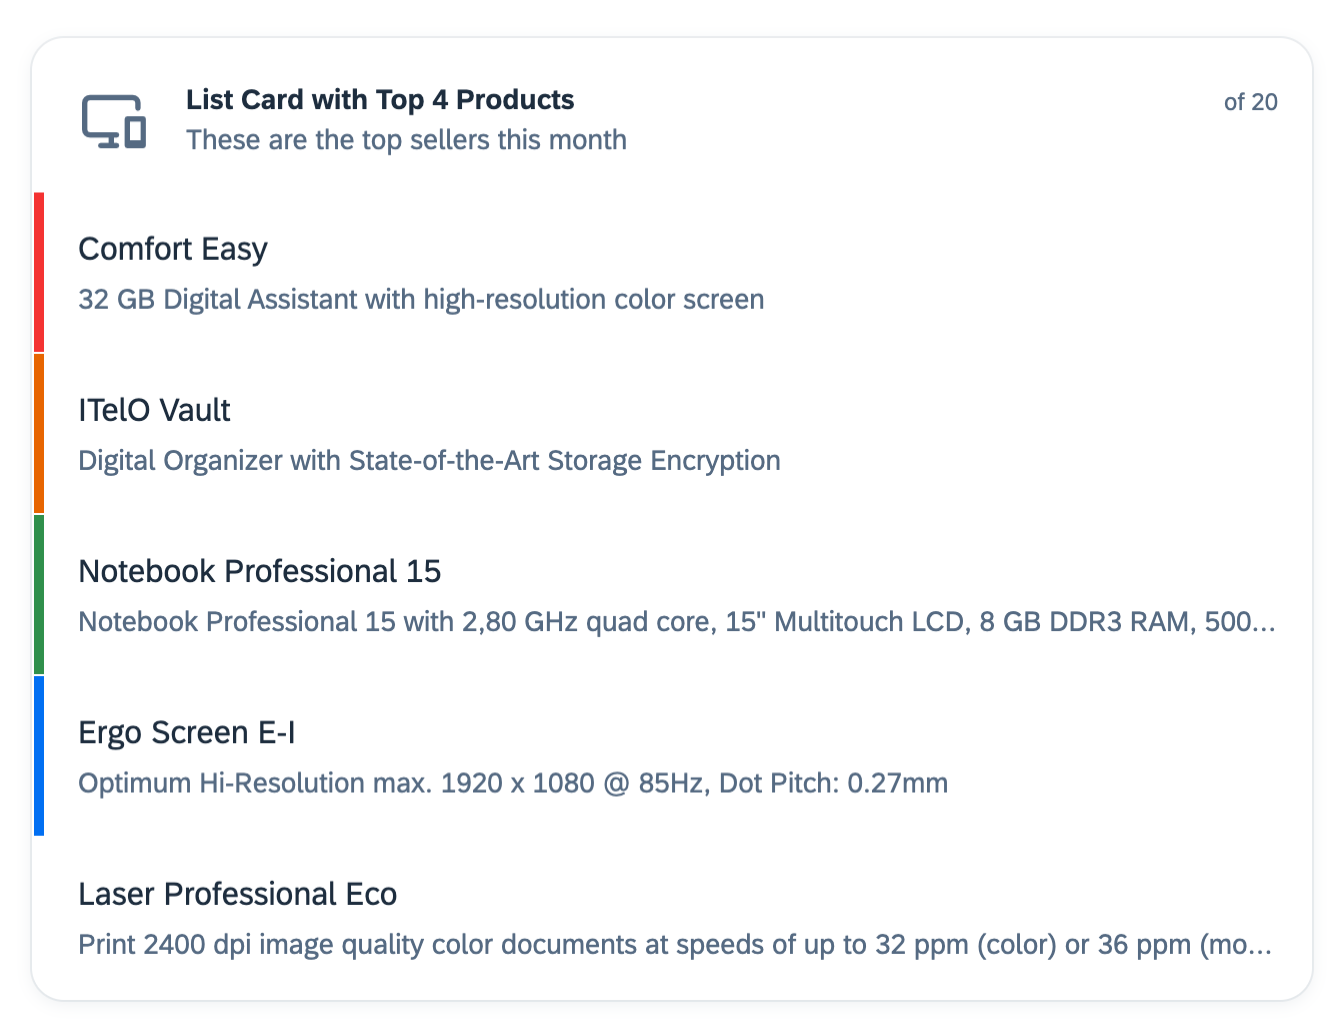 List Card with Top 4 Products
of 20
These are the top sellers this month
Comfort Easy
32 GB Digital Assistant with high-resolution color screen
ITelO Vault
Digital Organizer with State-of-the-Art Storage Encryption
Notebook Professional 15
Notebook Professional 15 with 2,80 GHz quad core, 15" Multitouch LCD, 8 GB DDR3 RAM, 500...
Ergo Screen E-I
Optimum Hi-Resolution max. 1920 x 1080 @ 85Hz, Dot Pitch: 0.27mm
Laser Professional Eco
Print 2400 dpi image quality color documents at speeds of up to 32 ppm (color) or 36 ppm (mo...